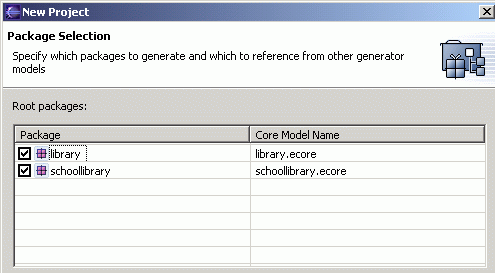 New Project
Package Selection
Specify which packages to generate and which to reference from other generator
models
Root packages:
Package Core Model Name
library library.ecore
schoollibrary schoollibrary.ecore